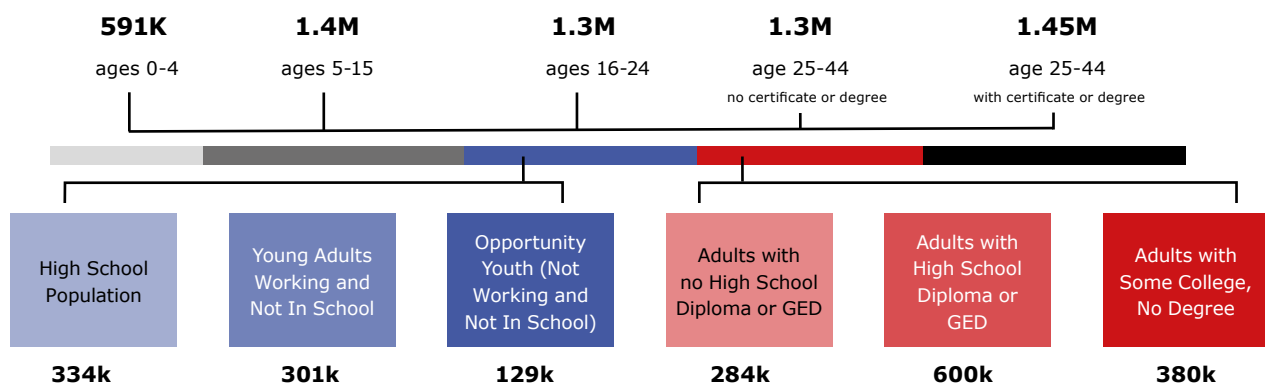 591K
1.4M
1.3M
1.3M
1.45M
ages 0-4
ages 5-15
ages 16-24
age 25-44
age 25-44
no certificate or degree
with certificate or degree
High School
Population
Young Adults
Working and
Not In School
Opportunity
Youth (Not
Working and
Not In School)
Adults with
no High School
Diploma or GED
Adults with
High School
Diploma or
GED
Adults with
Some College,
No Degree
334k
301k
129k
284k
600k
380k